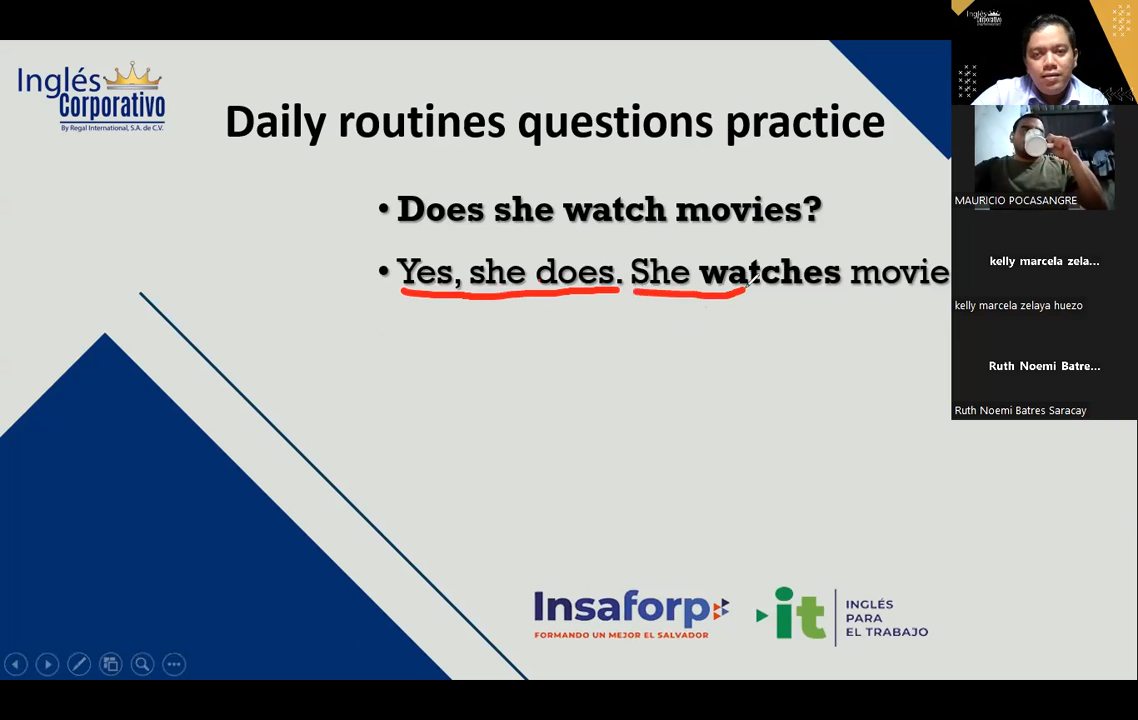 Inglés
Corporativo
By Regal International, S.A. de C.V.
Daily routines questions practice
• Does she watch movies?
• Yes, she does. She watches movie
Inglés
Corporativo
MAURICIO POCASANGRE
kelly marcela zela...
kelly marcela zelaya huezo
Ruth Noemi Batre...
Ruth Noemi Batres Saracay
Insaforp
FORMANDO UN MEJOR EL SALVADOR
it
INGLÉS
PARA
EL TRABAJO